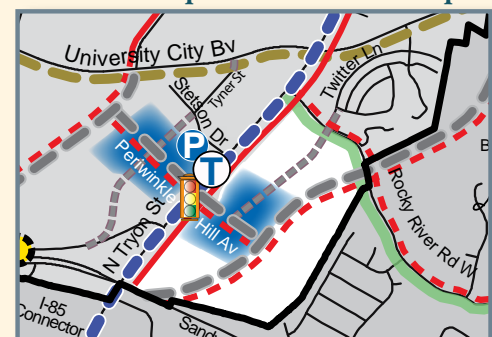 University City Bv
Twitter Ln
Tyner St
Stetson Dr
P
T
Periwinkle
Hill Av
N Tryon St
Rocky River Rd W
I-85
Connector
Sand
B